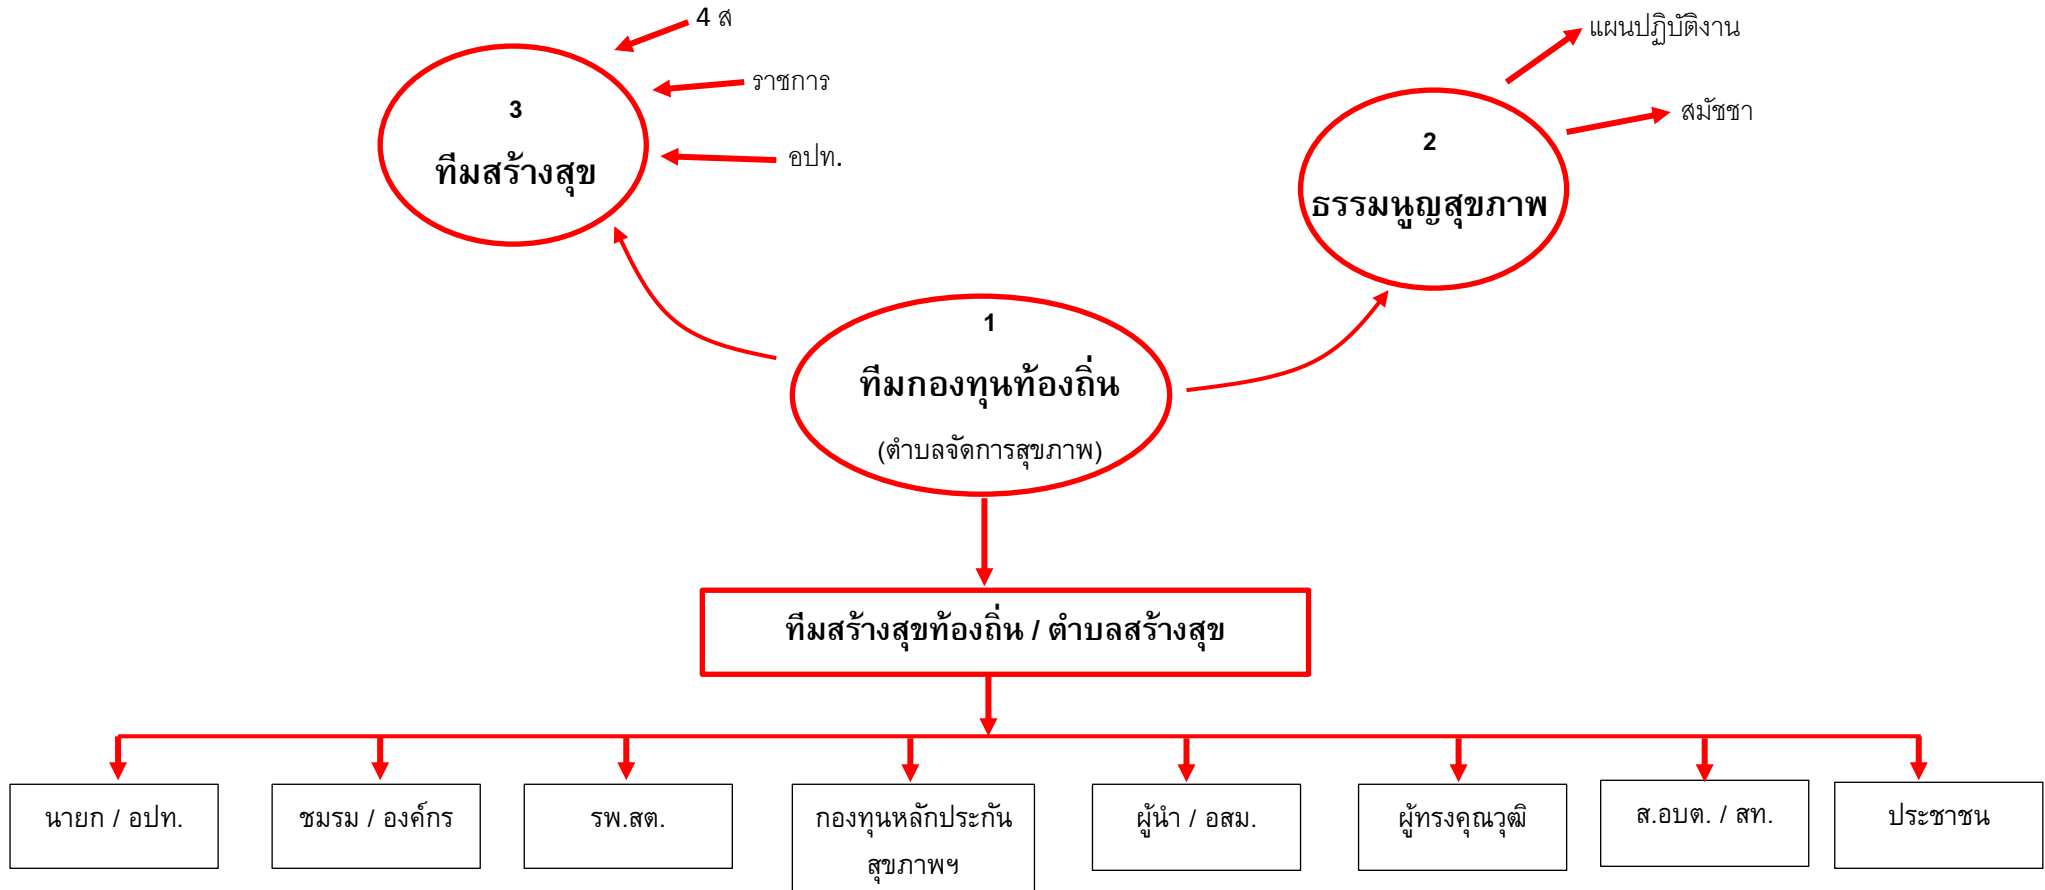 4 ส
ราชการ
อปท.
3
ทีมสร้างสุข
แผนปฏิบัติงาน
สมัชชา
2
ธรรมนูญสุขภาพ
1
ทีมกองทุนท้องถิ่น
(ตำบลจัดการสุขภาพ)
ทีมสร้างสุขท้องถิ่น / ตำบลสร้างสุข
นายก / อปท.
ชมรม / องค์กร
รพ.สต.
กองทุนหลักประกัน
สุขภาพฯ
ผู้นำ / อสม.
ผู้ทรงคุณวุฒิ
ส.อบต. / สท.
ประชาชน